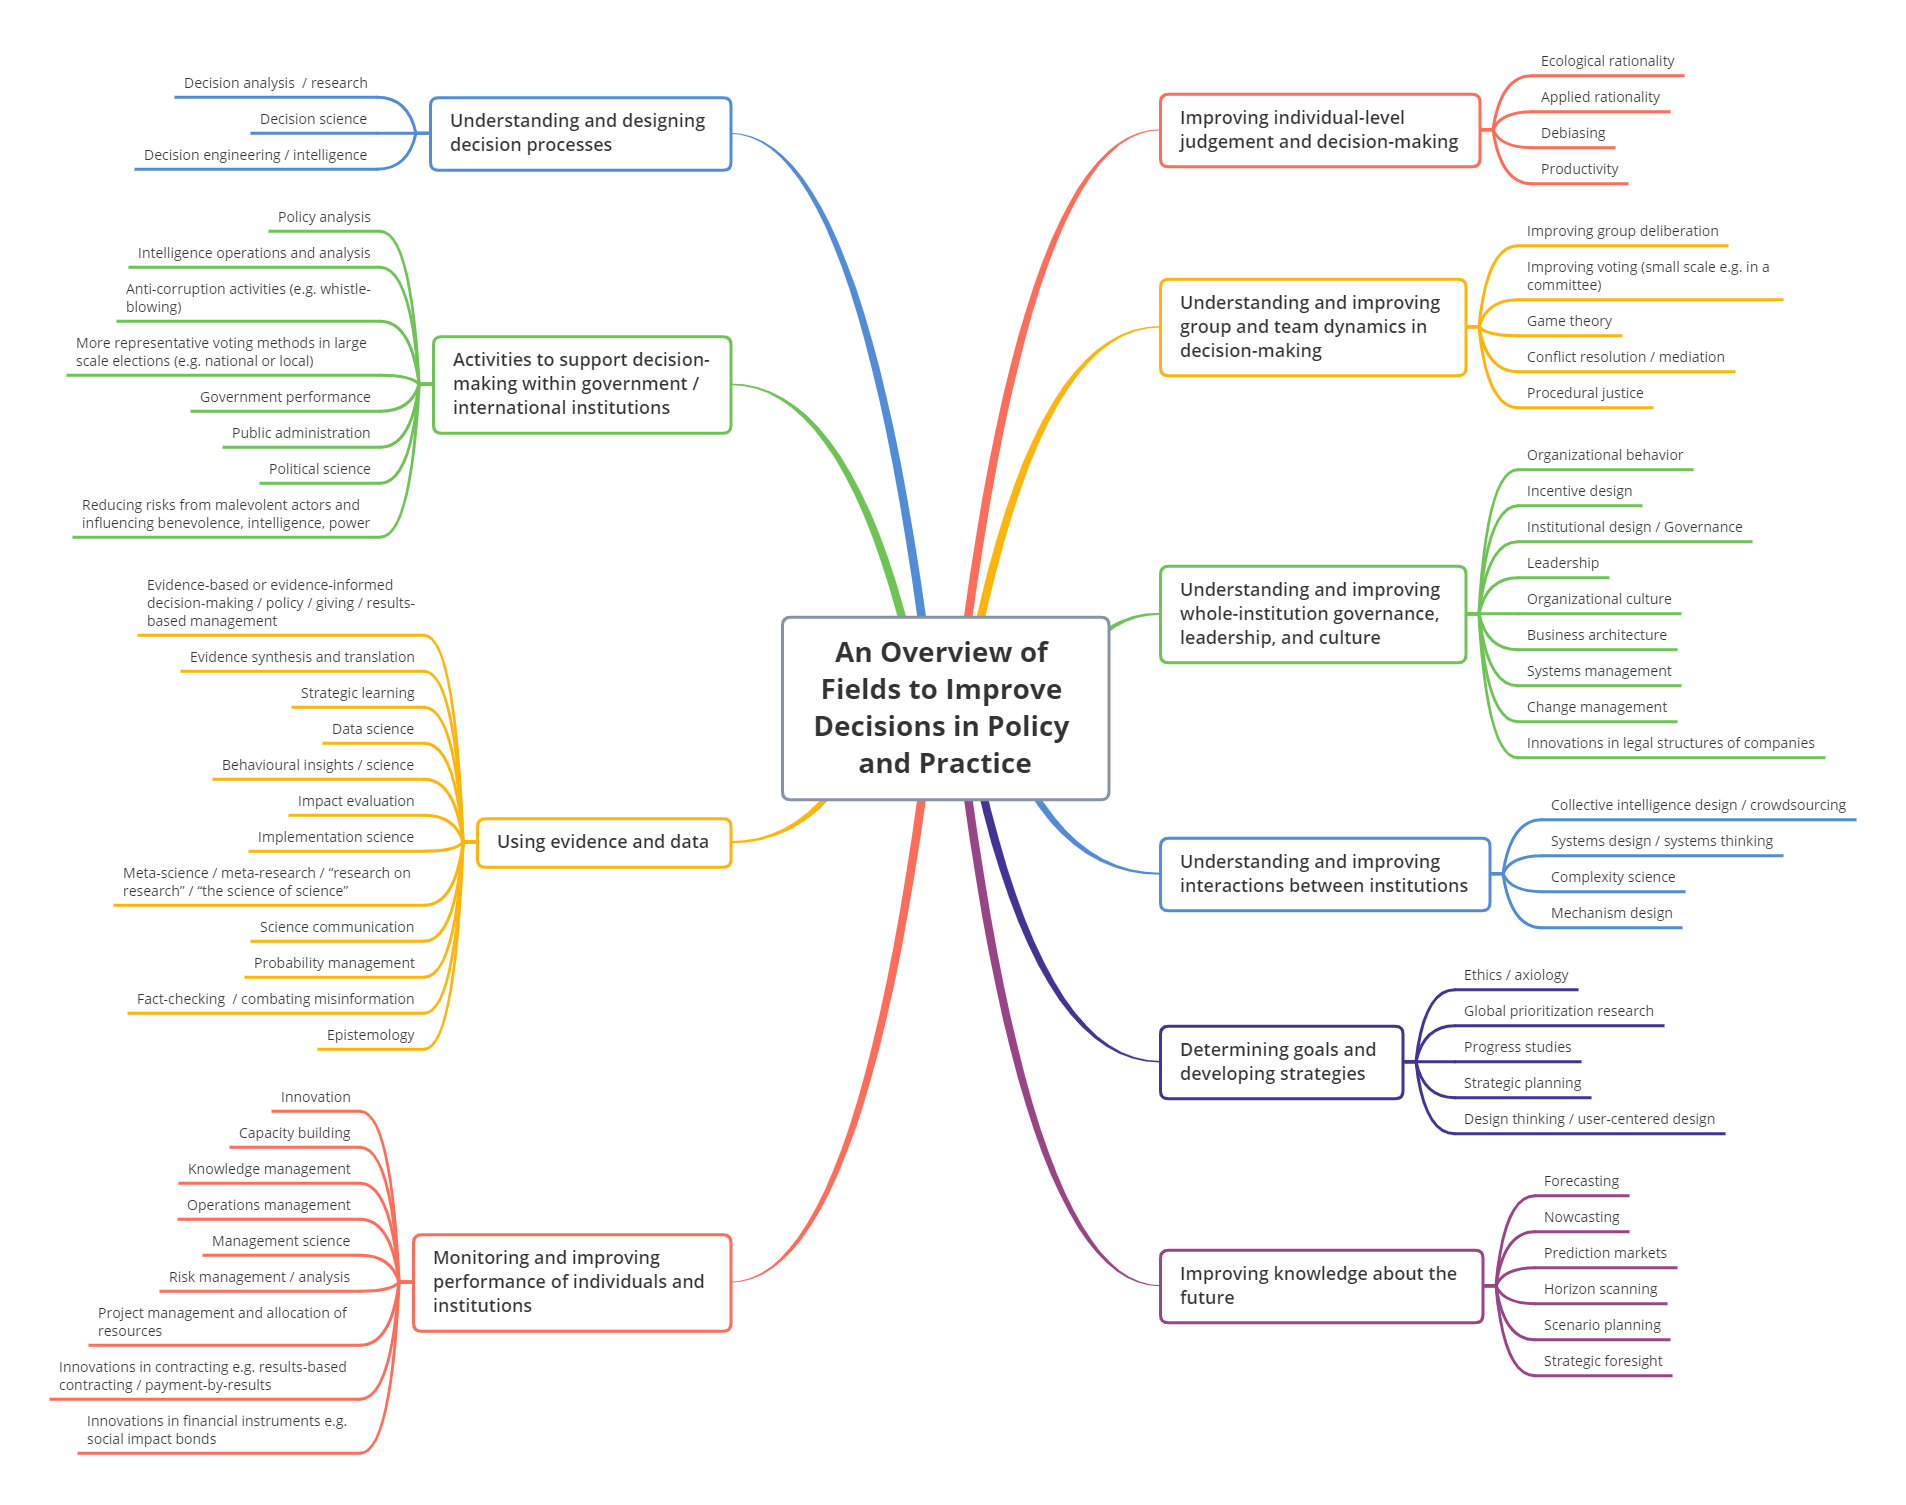 An Overview of
Fields to Improve
Decisions in Policy
and Practice
Improving individual-level
judgement and decision-making
Ecological rationality
Applied rationality
Debiasing
Productivity
Understanding and improving
group and team dynamics in
decision-making
Improving group deliberation
Improving voting (small scale e.g. in a
committee)
Game theory
Conflict resolution / mediation
Procedural justice
Understanding and improving
whole-institution governance,
leadership, and culture
Organizational behavior
Incentive design
Institutional design / Governance
Leadership
Organizational culture
Business architecture
Systems management
Change management
Innovations in legal structures of companies
Understanding and improving
interactions between institutions
Collective intelligence design / crowdsourcing
Systems design / systems thinking
Complexity science
Mechanism design
Determining goals and
developing strategies
Ethics / axiology
Global prioritization research
Progress studies
Strategic planning
Design thinking / user-centered design
Improving knowledge about the
future
Forecasting
Nowcasting
Prediction markets
Horizon scanning
Scenario planning
Strategic foresight
Understanding and designing
decision processes
Decision analysis  / research
Decision science
Decision engineering / intelligence
Activities to support decision-
making within government /
international institutions
Policy analysis
Intelligence operations and analysis
Anti-corruption activities (e.g. whistle-
blowing)
More representative voting methods in large
scale elections (e.g. national or local)
Government performance
Public administration
Political science
Reducing risks from malevolent actors and
influencing benevolence, intelligence, power
Using evidence and data
Evidence-based or evidence-informed
decision-making / policy / giving / results-
based management
Evidence synthesis and translation
Strategic learning
Data science
Behavioural insights / science
Impact evaluation
Implementation science
Meta-science / meta-research / “research on
research” / “the science of science”
Science communication
Probability management
Fact-checking  / combating misinformation
Epistemology
Monitoring and improving
performance of individuals and
institutions
Innovation
Capacity building
Knowledge management
Operations management
Management science
Risk management / analysis
Project management and allocation of
resources
Innovations in contracting e.g. results-based
contracting / payment-by-results
Innovations in financial instruments e.g.
social impact bonds